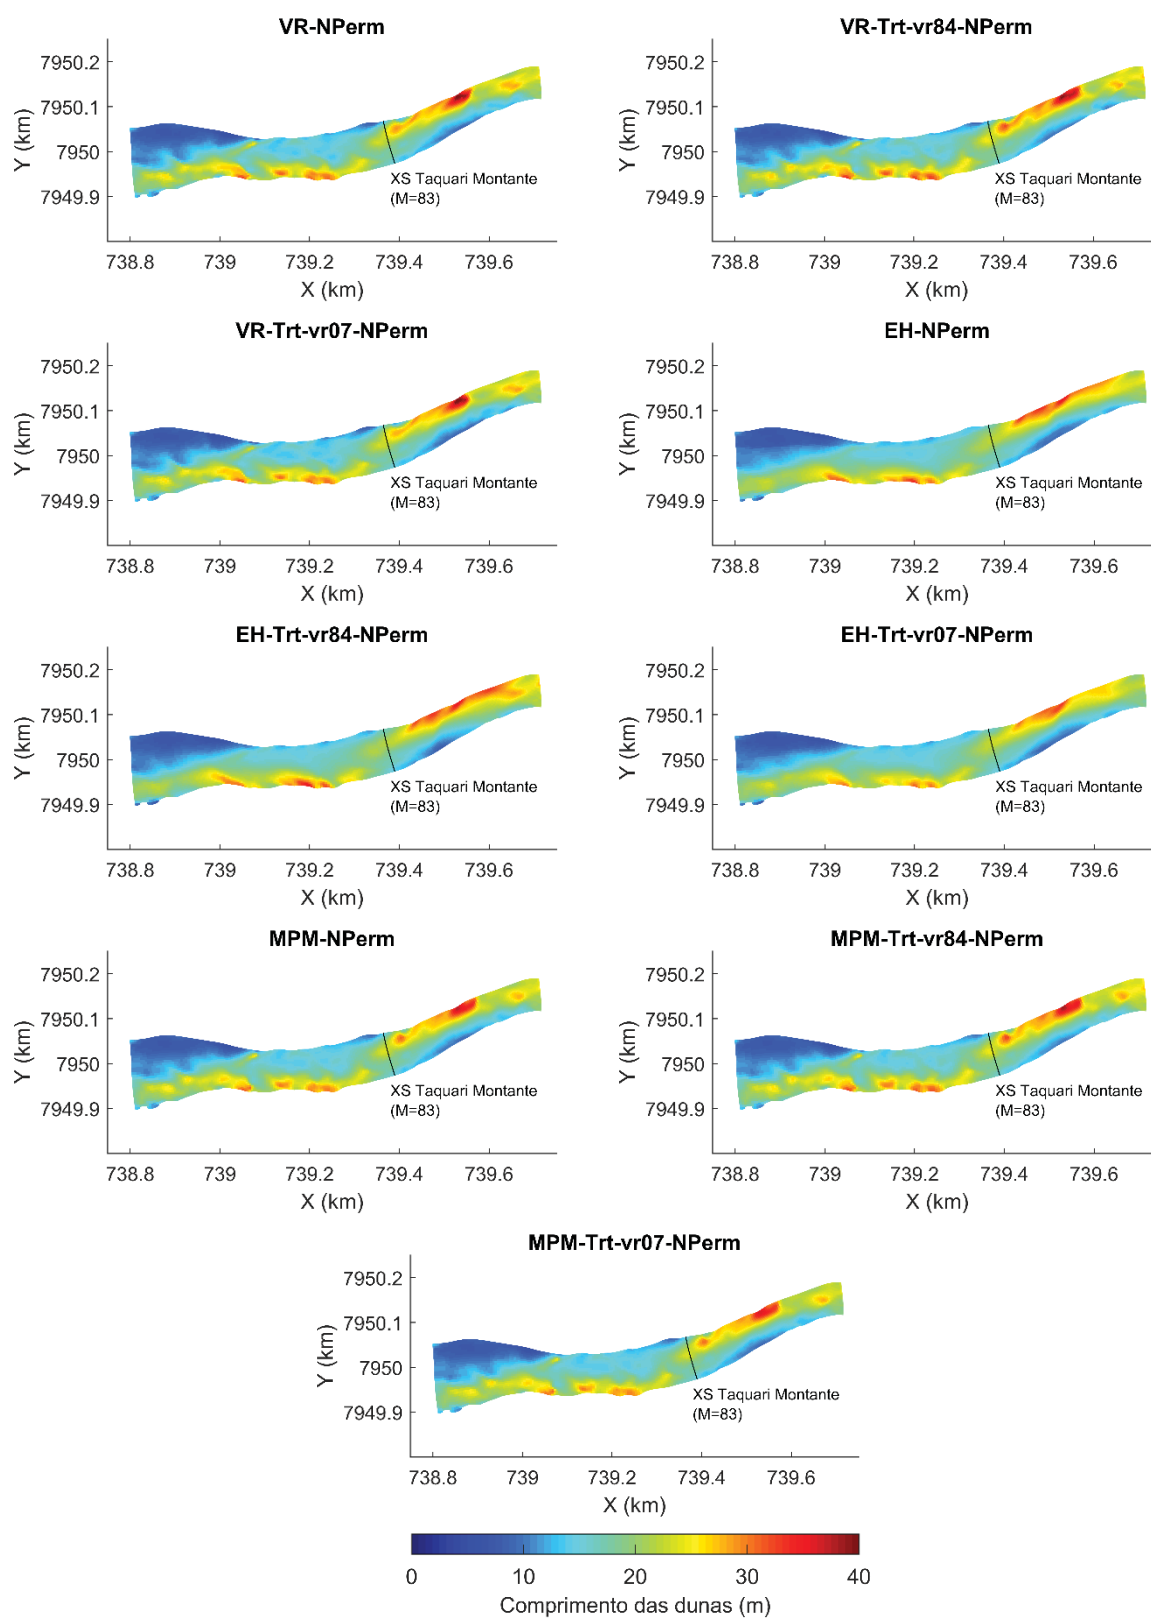 VR-NPerm
VR-Trt-vr84-NPerm
7950.2
7950.1
7950
7949.9
Y (km)
XS Taquari Montante
(M=83)
738.8 739 739.2 739.4 739.6
X (km)
7950.2
7950.1
7950
7949.9
Y (km)
XS Taquari Montante
(M=83)
738.8 739 739.2 739.4 739.6
X (km)
VR-Trt-vr07-NPerm
EH-NPerm
7950.2
7950.1
7950
7949.9
Y (km)
XS Taquari Montante
(M=83)
738.8 739 739.2 739.4 739.6
X (km)
7950.2
7950.1
7950
7949.9
Y (km)
XS Taquari Montante
(M=83)
738.8 739 739.2 739.4 739.6
X (km)
EH-Trt-vr84-NPerm
EH-Trt-vr07-NPerm
7950.2
7950.1
7950
7949.9
Y (km)
XS Taquari Montante
(M=83)
738.8 739 739.2 739.4 739.6
X (km)
7950.2
7950.1
7950
7949.9
Y (km)
XS Taquari Montante
(M=83)
738.8 739 739.2 739.4 739.6
X (km)
MPM-NPerm
MPM-Trt-vr84-NPerm
7950.2
7950.1
7950
7949.9
Y (km)
XS Taquari Montante
(M=83)
738.8 739 739.2 739.4 739.6
X (km)
7950.2
7950.1
7950
7949.9
Y (km)
XS Taquari Montante
(M=83)
738.8 739 739.2 739.4 739.6
X (km)
MPM-Trt-vr07-NPerm
7950.2
7950.1
7950
7949.9
Y (km)
XS Taquari Montante
(M=83)
738.8 739 739.2 739.4 739.6
X (km)
0 10 20 30 40
Comprimento das dunas (m)